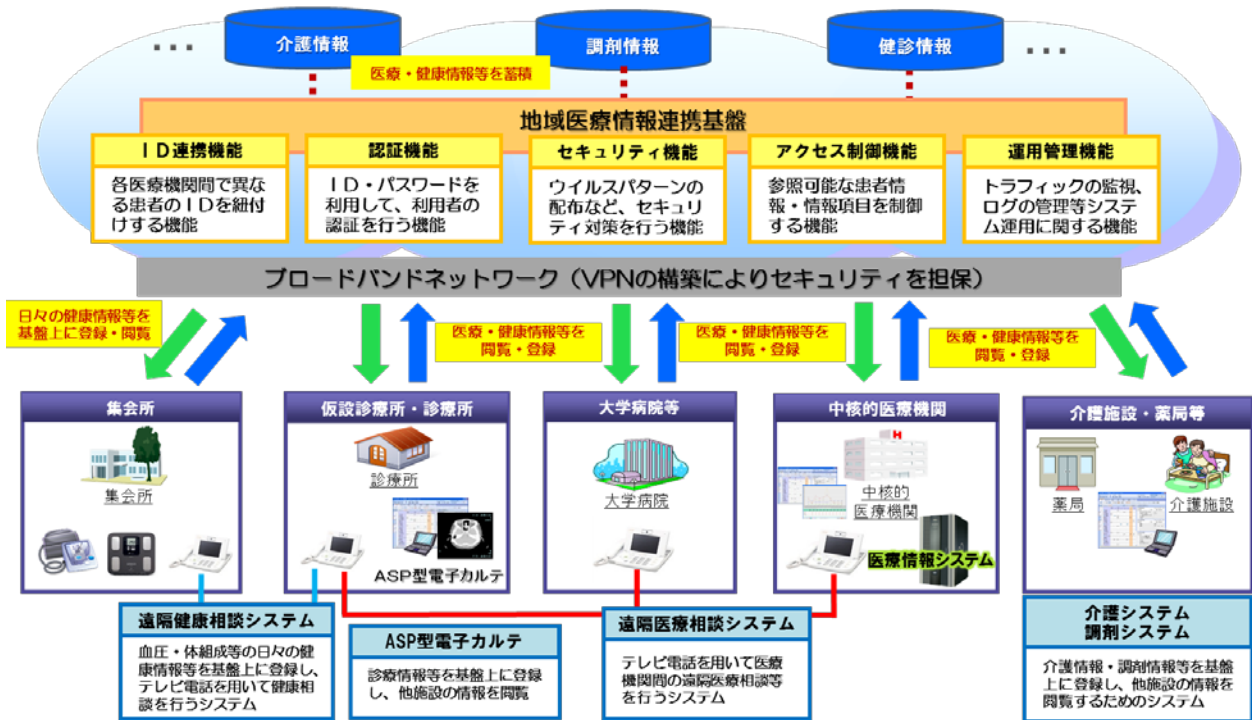 ・・・
介護情報
調剤情報
健診情報
・・・
医療・健康情報等を蓄積
地域医療情報連携基盤
ＩＤ連携機能
各医療機関間で異な
る患者のＩＤを紐付
けする機能
認証機能
ＩＤ・パスワードを
利用して、利用者の
認証を行う機能
セキュリティ機能
ウイルスパターンの
配布など、セキュリ
ティ対策を行う機能
アクセス制御機能
参照可能な患者情
報・情報項目を制御
する機能
運用管理機能
トラフィックの監視、
ログの管理等システ
ム運用に関する機能
ブロードバンドネットワーク（VPNの構築によりセキュリティを担保）
日々の健康情報等を
基盤上に登録・閲覧
医療・健康情報等を
閲覧・登録
医療・健康情報等を
閲覧・登録
医療・健康情報等を
閲覧・登録
集会所
集会所
仮設診療所・診療所
診療所
ASP型電子カルテ
大学病院等
大学病院
中核的医療機関
H
中核的
医療機関
医療情報システム
介護施設・薬局等
薬局
介護施設
遠隔健康相談システム
血圧・体組成等の日々の健
康情報等を基盤上に登録し、
テレビ電話を用いて健康相
談を行うシステム
ASP型電子カルテ
診療情報等を基盤上に登録
し、他施設の情報を閲覧
遠隔医療相談システム
テレビ電話を用いて医療
機関間の遠隔医療相談等
を行うシステム
介護システム
調剤システム
介護情報・調剤情報等を基盤
上に登録し、他施設の情報を
閲覧するためのシステム